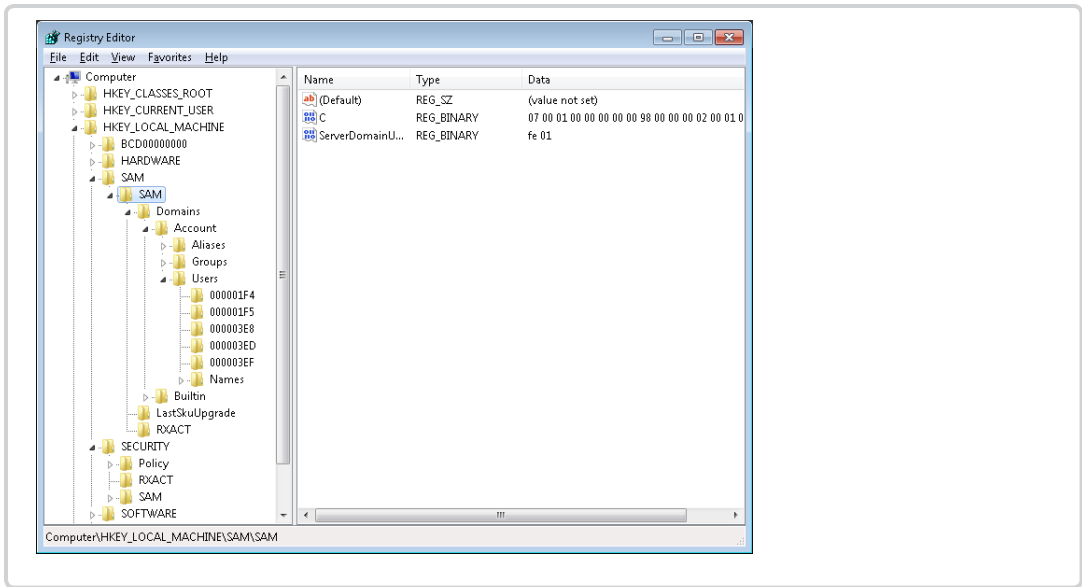 Registry Editor
File Edit View Favorites Help
Computer
HKEY_CLASSES_ROOT
HKEY_CURRENT_USER
HKEY_LOCAL_MACHINE
BCD00000000
HARDWARE
SAM
SAM
Domains
Account
Aliases
Groups
Users
000001F4
000001F5
000003E8
000003ED
000003EF
Names
Builtin
LastSkuUpgrade
RXACT
SECURITY
Policy
RXACT
SAM
SOFTWARE
Name Type Data
(Default) REG_SZ (value not set)
C REG_BINARY 07 00 01 00 00 00 00 00 98 00 00 00 02 00 01 0
ServerDomainU... REG_BINARY fe 01
Computer\HKEY_LOCAL_MACHINE\SAM\SAM